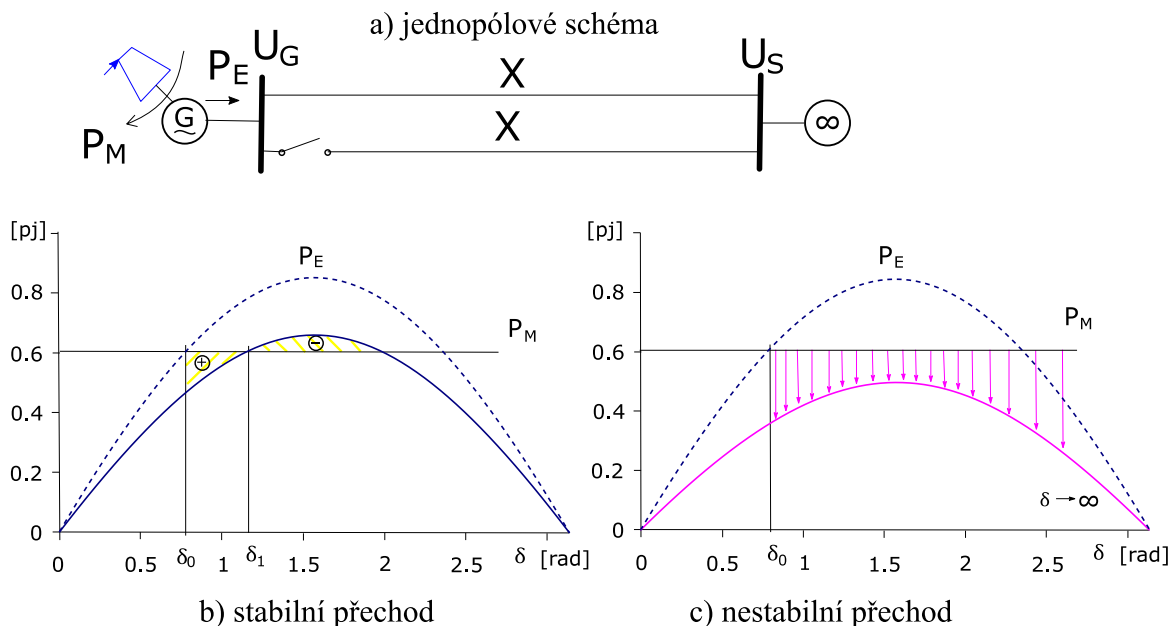 a) jednopólové schéma
U_G
U_S
P_E
X
G
~
X
∞
P_M
[pj]
P_E
P_M
0.8
0.6
+
-
0.4
0.2
0
0
0.5
δ_0
1
δ_1
1.5
2
2.5
δ [rad]
b) stabilní přechod
[pj]
P_E
P_M
0.8
0.6
0.4
0.2
δ → ∞
0
0
0.5
δ_0
1
1.5
2
2.5
δ [rad]
c) nestabilní přechod